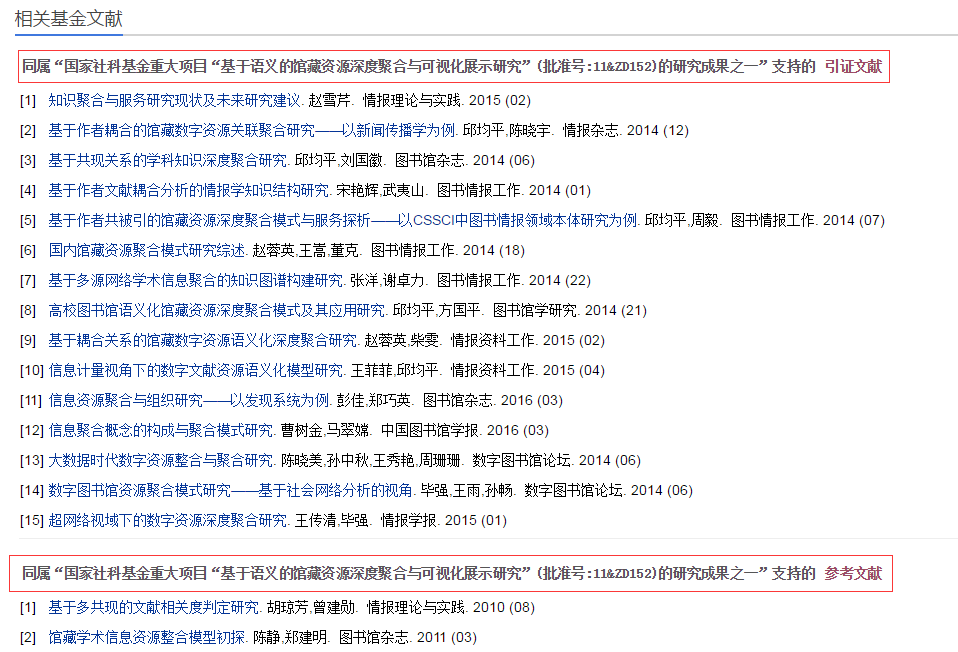 相关基金文献
同属“国家社科基金重大项目“基于语义的馆藏资源深度聚合与可视化展示研究”(批准号:11&ZD152)的研究成果之一”支持的 引证文献
[1] 知识聚合与服务研究现状及未来研究建议. 赵雪芹. 情报理论与实践. 2015 (02)
[2] 基于作者耦合的馆藏数字资源关联聚合研究——以新闻传播学为例. 邱均平,陈晓宇. 情报杂志. 2014 (12)
[3] 基于共现关系的学科知识深度聚合研究. 邱均平,刘国徽. 图书馆杂志. 2014 (06)
[4] 基于作者文献耦合分析的情报学知识结构研究. 宋艳辉,武夷山. 图书情报工作. 2014 (01)
[5] 基于作者共被引的馆藏资源深度聚合模式与服务探析——以CSSCI中图书情报领域本体研究为例. 邱均平,周毅. 图书情报工作. 2014 (07)
[6] 国内馆藏资源聚合模式研究综述. 赵蓉英,王嵩,董克. 图书情报工作. 2014 (18)
[7] 基于多源网络学术信息聚合的知识图谱构建研究. 张洋,谢卓力. 图书情报工作. 2014 (22)
[8] 高校图书馆语义化馆藏资源深度聚合模式及其应用研究. 邱均平,方国平. 图书馆学研究. 2014 (21)
[9] 基于耦合关系的馆藏数字资源语义化深度聚合研究. 赵蓉英,柴雯. 情报资料工作. 2015 (02)
[10] 信息计量视角下的数字文献资源语义化模型研究. 王菲菲,邱均平. 情报资料工作. 2015 (04)
[11] 信息资源聚合与组织研究——以发现系统为例. 彭佳,郑巧英. 图书馆杂志. 2016 (03)
[12] 信息聚合概念的构成与聚合模式研究. 曹树金,马翠嫦. 中国图书馆学报. 2016 (03)
[13] 大数据时代数字资源整合与聚合研究. 陈晓美,孙中秋,王秀艳,周珊珊. 数字图书馆论坛. 2014 (06)
[14] 数字图书馆资源聚合模式研究——基于社会网络分析的视角. 毕强,王雨,孙畅. 数字图书馆论坛. 2014 (06)
[15] 超网络视域下的数字资源深度聚合研究. 王传清,毕强. 情报学报. 2015 (01)
同属“国家社科基金重大项目“基于语义的馆藏资源深度聚合与可视化展示研究”(批准号:11&ZD152)的研究成果之一”支持的 参考文献
[1] 基于多共现的文献相关度判定研究. 胡琼芳,曾建勋. 情报理论与实践. 2010 (08)
[2] 馆藏学术信息资源整合模型初探. 陈静,郑建明. 图书馆杂志. 2011 (03)